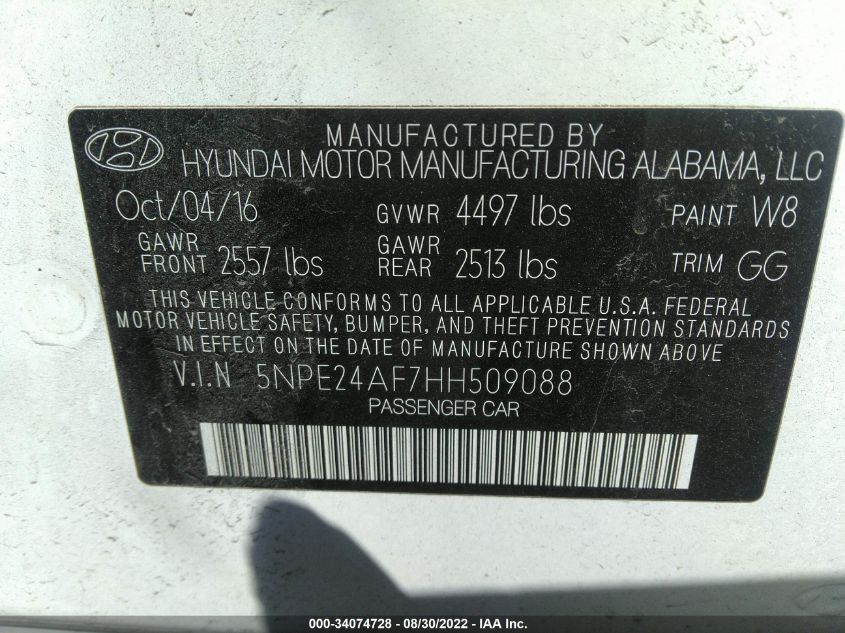 MANUFACTURED BY
HYUNDAI MOTOR MANUFACTURING ALABAMA, LLC
Oct/04/16 GVWR 4497 lbs PAINT W8
GAWR FRONT 2557 lbs GAWR REAR 2513 lbs TRIM GG
THIS VEHICLE CONFORMS TO ALL APPLICABLE U.S.A. FEDERAL
MOTOR VEHICLE SAFETY, BUMPER, AND THEFT PREVENTION STANDARDS
IN EFFECT ON THE DATE OF MANUFACTURE SHOWN ABOVE
V.I.N 5NPE24AF7HH509088
PASSENGER CAR
000-34074728 - 08/30/2022 - IAA Inc.